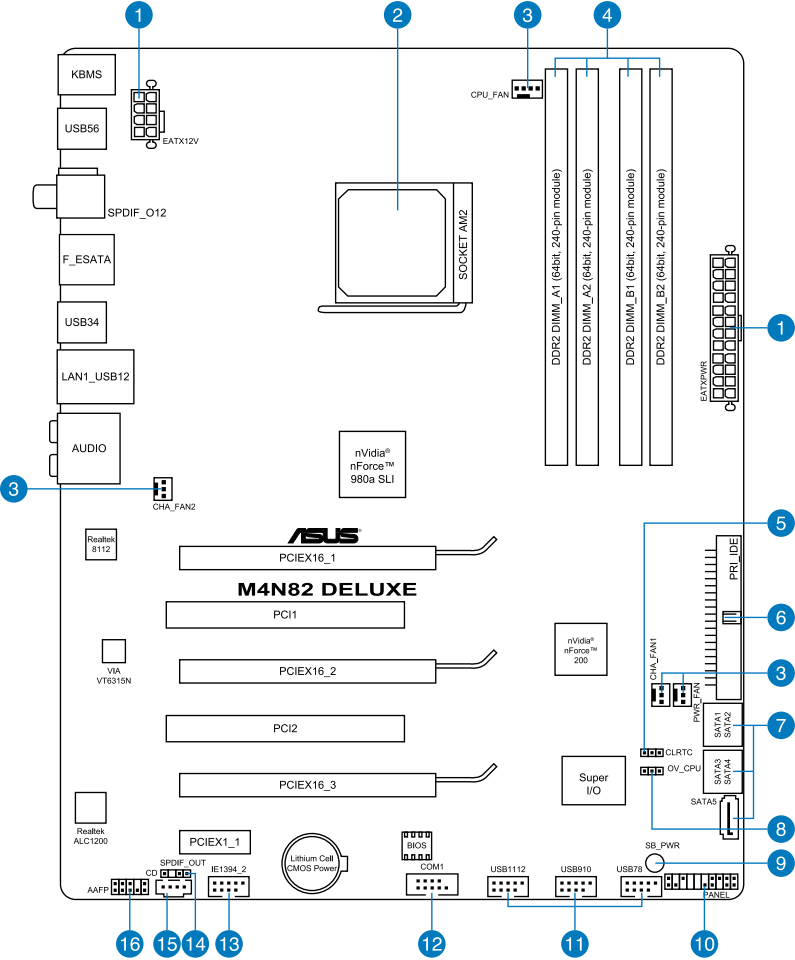 1
2
3
4
KBMS
CPU_FAN
USB56
EATX12V
SPDIF_O12
SOCKET AM2
DDR2 DIMM_A1 (64bit, 240-pin module)
DDR2 DIMM_A2 (64bit, 240-pin module)
DDR2 DIMM_B1 (64bit, 240-pin module)
DDR2 DIMM_B2 (64bit, 240-pin module)
F_ESATA
USB34
1
EATXPWR
LAN1_USB12
AUDIO
nVidia®
nForce™
980a SLI
3
CHA_FAN2
5
Realtek
8112
ASUS®
PCIEX16_1
PRI_IDE
M4N82 DELUXE
PCI1
6
nVidia®
nForce™
200
CHA_FAN1
VIA
VT6315N
PCIEX16_2
3
PWR_FAN
SATA1
SATA2
7
PCI2
CLRTC
OV_CPU
SATA3
SATA4
Super
I/O
PCIEX16_3
SATA5
Realtek
ALC1200
8
PCIEX1_1
BIOS
SB_PWR
9
Lithium Cell
CMOS Power
SPDIF_OUT
CD
IE1394_2
COM1
USB1112
USB910
USB78
AAFP
PANEL
16
15
14
13
12
11
10